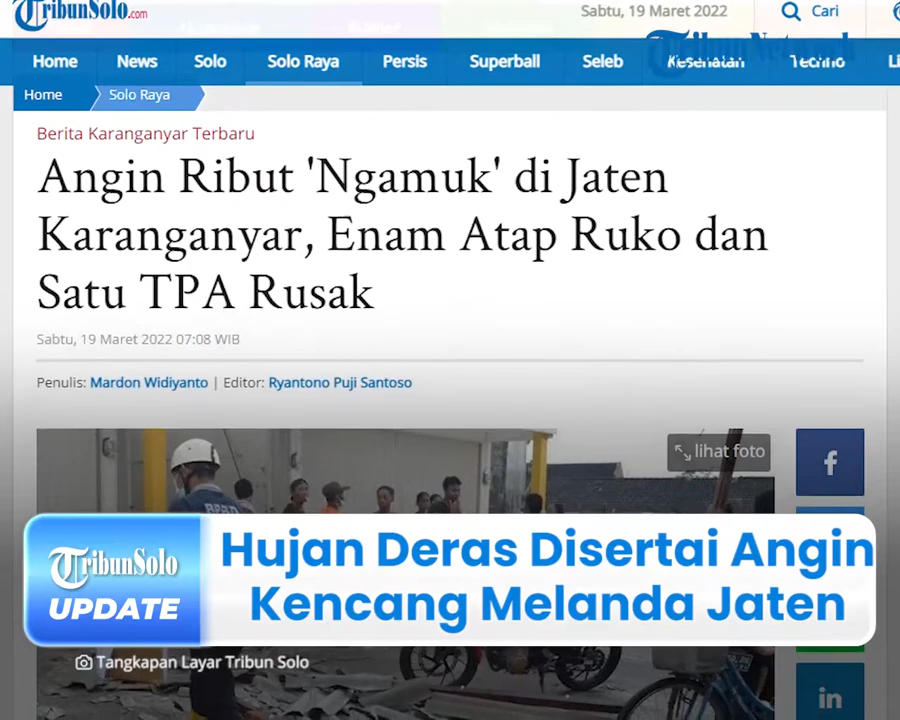 TribunSolo.com
Sabtu, 19 Maret 2022
Cari
Tribun Network
Home News Solo Solo Raya Persis Superball Seleb Kesehatan Techno
Home Solo Raya
Berita Karanganyar Terbaru
Angin Ribut 'Ngamuk' di Jaten
Karanganyar, Enam Atap Ruko dan
Satu TPA Rusak
Sabtu, 19 Maret 2022 07:08 WIB
Penulis: Mardon Widiyanto | Editor: Ryantono Puji Santoso
lihat foto
f
TribunSolo
UPDATE
Hujan Deras Disertai Angin
Kencang Melanda Jaten
Tangkapan Layar Tribun Solo
in